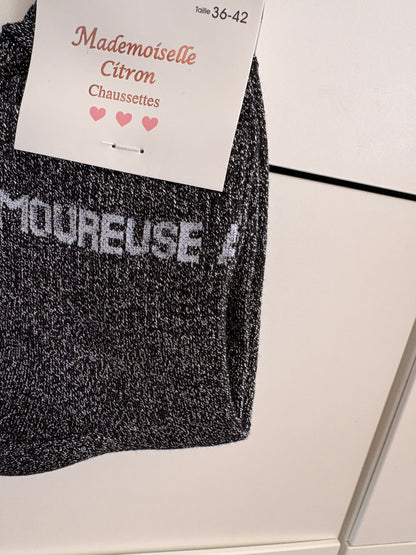 Taille 36-42
Mademoiselle
Citron
Chaussettes
MOUREUSE